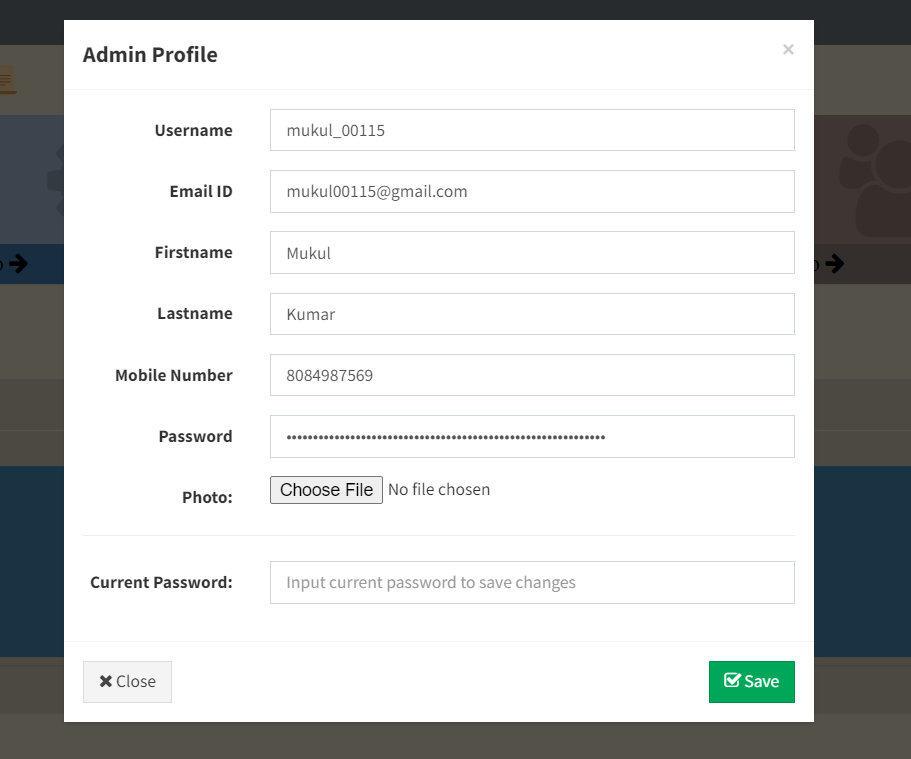 Admin Profile
×
Username
mukul_00115
Email ID
mukul00115@gmail.com
Firstname
Mukul
Lastname
Kumar
Mobile Number
8084987569
Password
••••••••••••••••••••••••••••••••••••••••••••••••••••••••••••
Photo:
Choose File No file chosen
Current Password:
Input current password to save changes
Close
Save